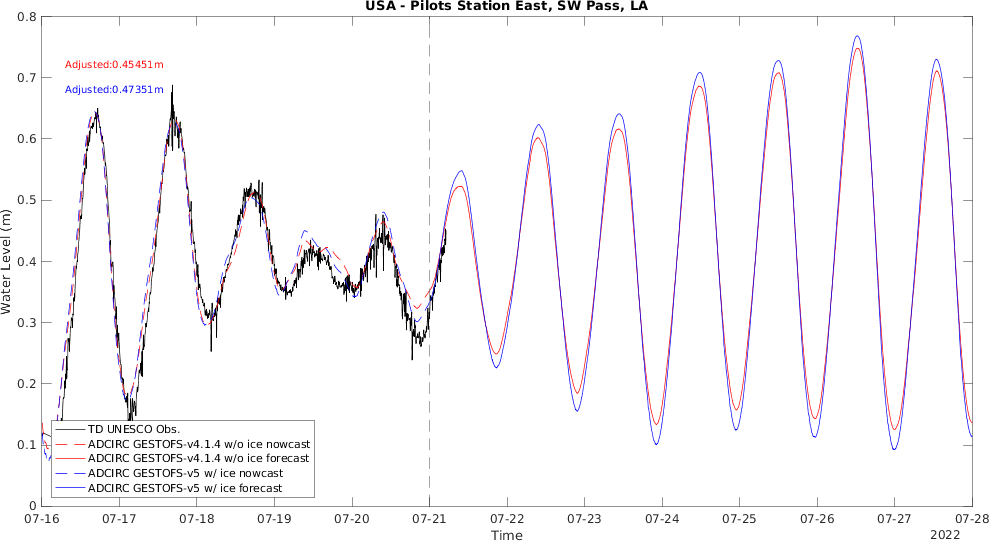 USA - Pilots Station East, SW Pass, LA
0.8
0.7
0.6
0.5
0.4
0.3
0.2
0.1
0
Water Level (m)
Adjusted:0.45451m
Adjusted:0.47351m
TD UNESCO Obs.
ADCIRC GESTOFS-v4.1.4 w/o ice nowcast
ADCIRC GESTOFS-v4.1.4 w/o ice forecast
ADCIRC GESTOFS-v5 w/ ice nowcast
ADCIRC GESTOFS-v5 w/ ice forecast
07-16 07-17 07-18 07-19 07-20 07-21 07-22 07-23 07-24 07-25 07-26 07-27 07-28
Time
2022